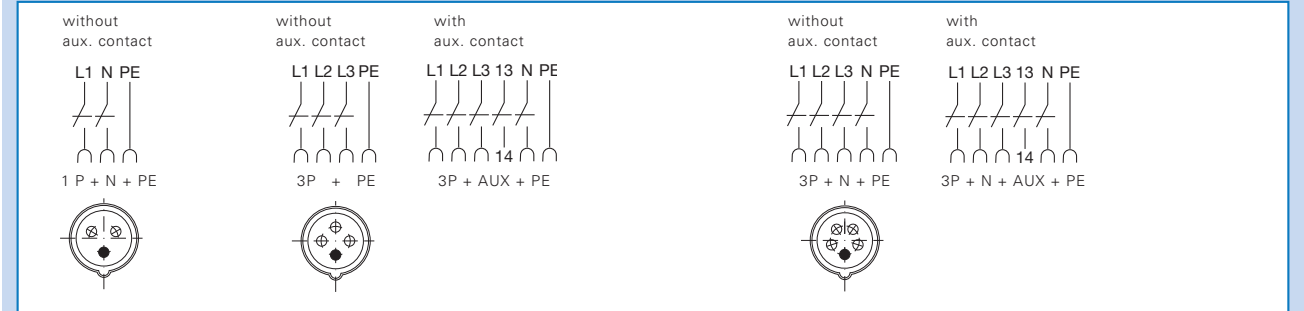 without
aux. contact
L1 N PE
1 P + N + PE
without
aux. contact
L1 L2 L3 PE
3P + PE
with
aux. contact
L1 L2 L3 13 N PE
14
3P + AUX + PE
without
aux. contact
L1 L2 L3 N PE
3P + N + PE
with
aux. contact
L1 L2 L3 13 N PE
14
3P + N + AUX + PE